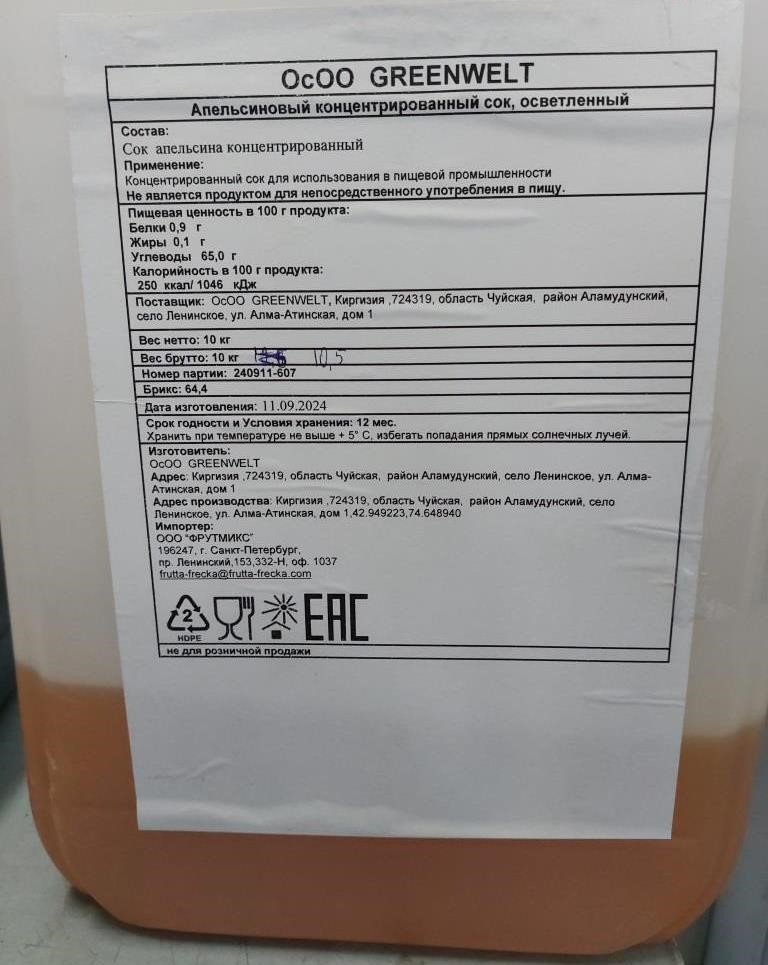 ОсОО GREENWELT
Апельсиновый концентрированный сок, осветленный
Состав:
Сок апельсина концентрированный
Применение:
Концентрированный сок для использования в пищевой промышленности
Не является продуктом для непосредственного употребления в пищу.
Пищевая ценность в 100 г продукта:
Белки 0,9 г
Жиры 0,1 г
Углеводы 65,0 г
Калорийность в 100 г продукта:
250 ккал/ 1046 кДж
Поставщик: ОсОО GREENWELT, Киргизия ,724319, область Чуйская, район Аламудунский,
село Ленинское, ул. Алма-Атинская, дом 1
Вес нетто: 10 кг
Вес брутто: 10 кг 10,5
Номер партии: 240911-607
Брикс: 64,4
Дата изготовления: 11.09.2024
Срок годности и Условия хранения: 12 мес.
Хранить при температуре не выше + 5° С, избегать попадания прямых солнечных лучей.
Изготовитель:
ОсОО GREENWELT
Адрес: Киргизия ,724319, область Чуйская, район Аламудунский, село Ленинское, ул. Алма-
Атинская, дом 1
Адрес производства: Киргизия ,724319, область Чуйская, район Аламудунский, село
Ленинское, ул. Алма-Атинская, дом 1,42.949223,74.648940
Импортер:
ООО "ФРУТМИКС"
196247, г. Санкт-Петербург,
пр. Ленинский,153,332-Н, оф. 1037
frutta-frecka@frutta-frecka.com
2
HDPE
EAC
не для розничной продажи